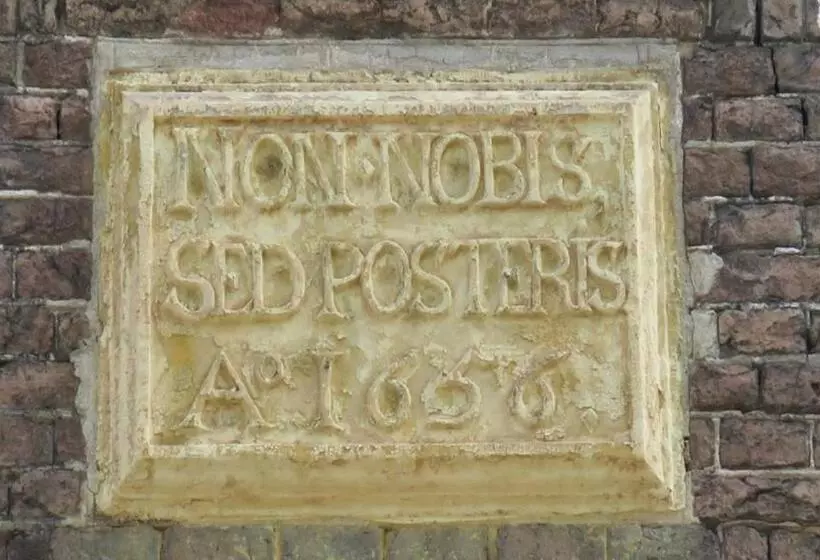 NON·NOBIS,
SED POSTERIS
Aº 1656